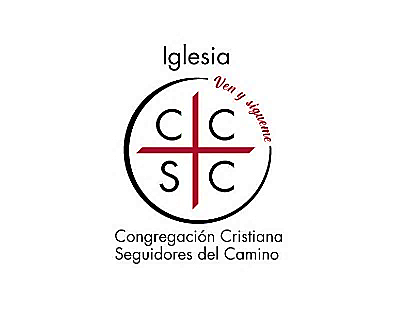 Iglesia
Ven y sígueme
C C
S C
Congregación Cristiana
Seguidores del Camino